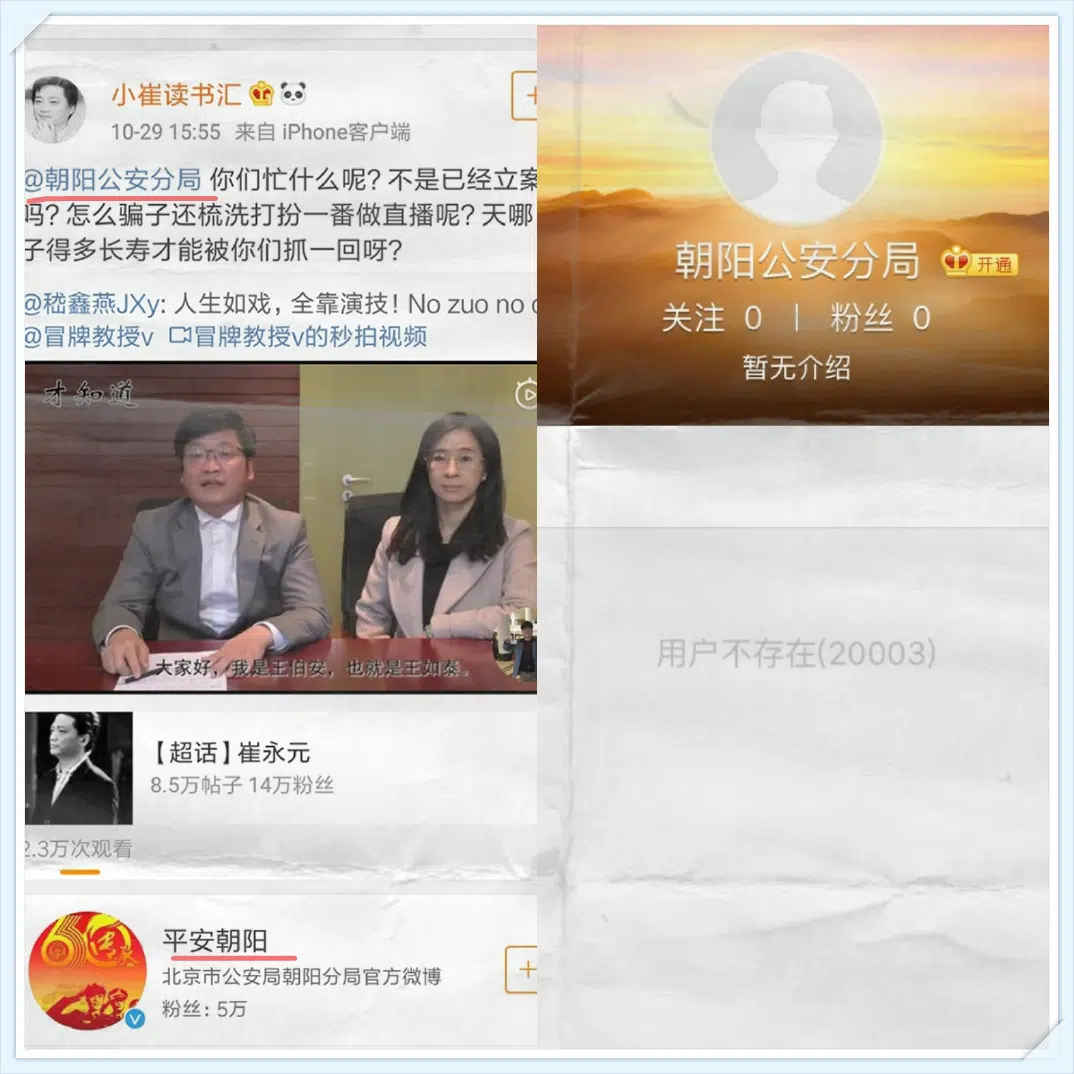 小崔读书汇
10-29 15:55 来自 iPhone客户端
@朝阳公安分局 你们忙什么呢? 不是已经立案
吗? 怎么骗子还梳洗打扮一番做直播呢? 天哪
子得多长寿才能被你们抓一回呀?
@嵇鑫燕JXy: 人生如戏, 全靠演技! No zuo no
@冒牌教授v 冒牌教授v的秒拍视频
才知道
大家好, 我是王伯安, 也就是王如泰。
【超话】崔永元
8.5万帖子 14万粉丝
2.3万次观看
60
平安朝阳
北京市公安局朝阳分局官方微博
粉丝: 5万
朝阳公安分局
开通
关注 0 | 粉丝 0
暂无介绍
用户不存在(20003)